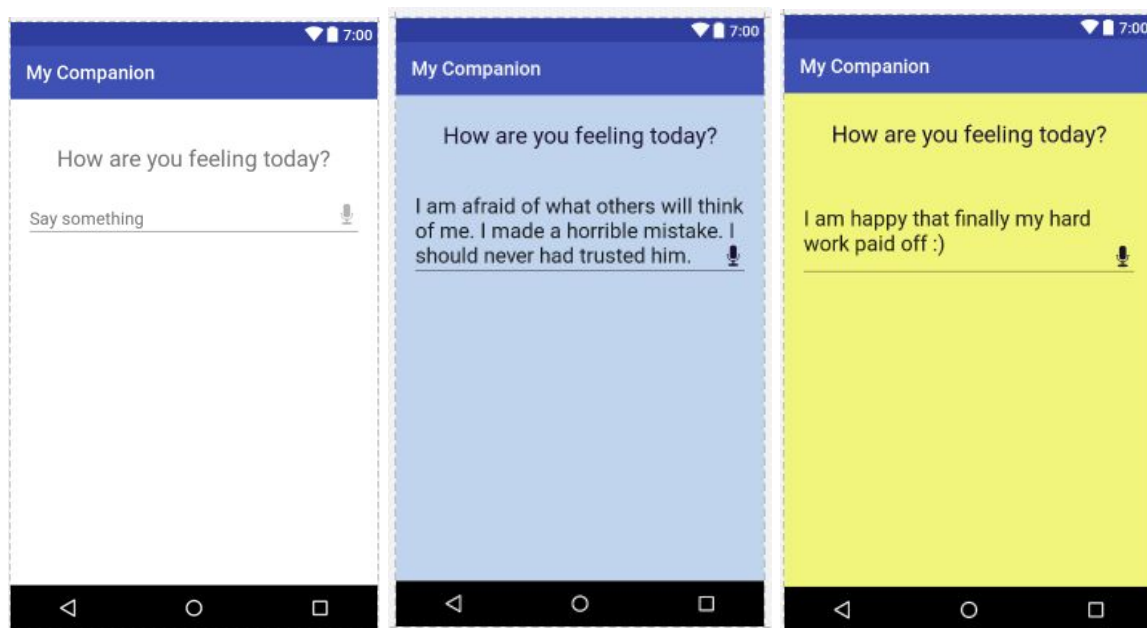 7:00
My Companion
How are you feeling today?
Say something
7:00
My Companion
How are you feeling today?
I am afraid of what others will think
of me. I made a horrible mistake. I
should never had trusted him.
7:00
My Companion
How are you feeling today?
I am happy that finally my hard
work paid off :)